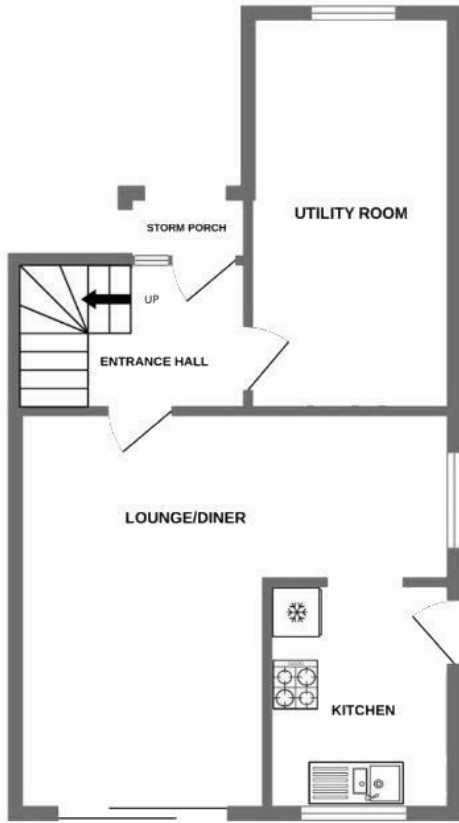 UTILITY ROOM
STORM PORCH
UP
ENTRANCE HALL
LOUNGE/DINER
KITCHEN